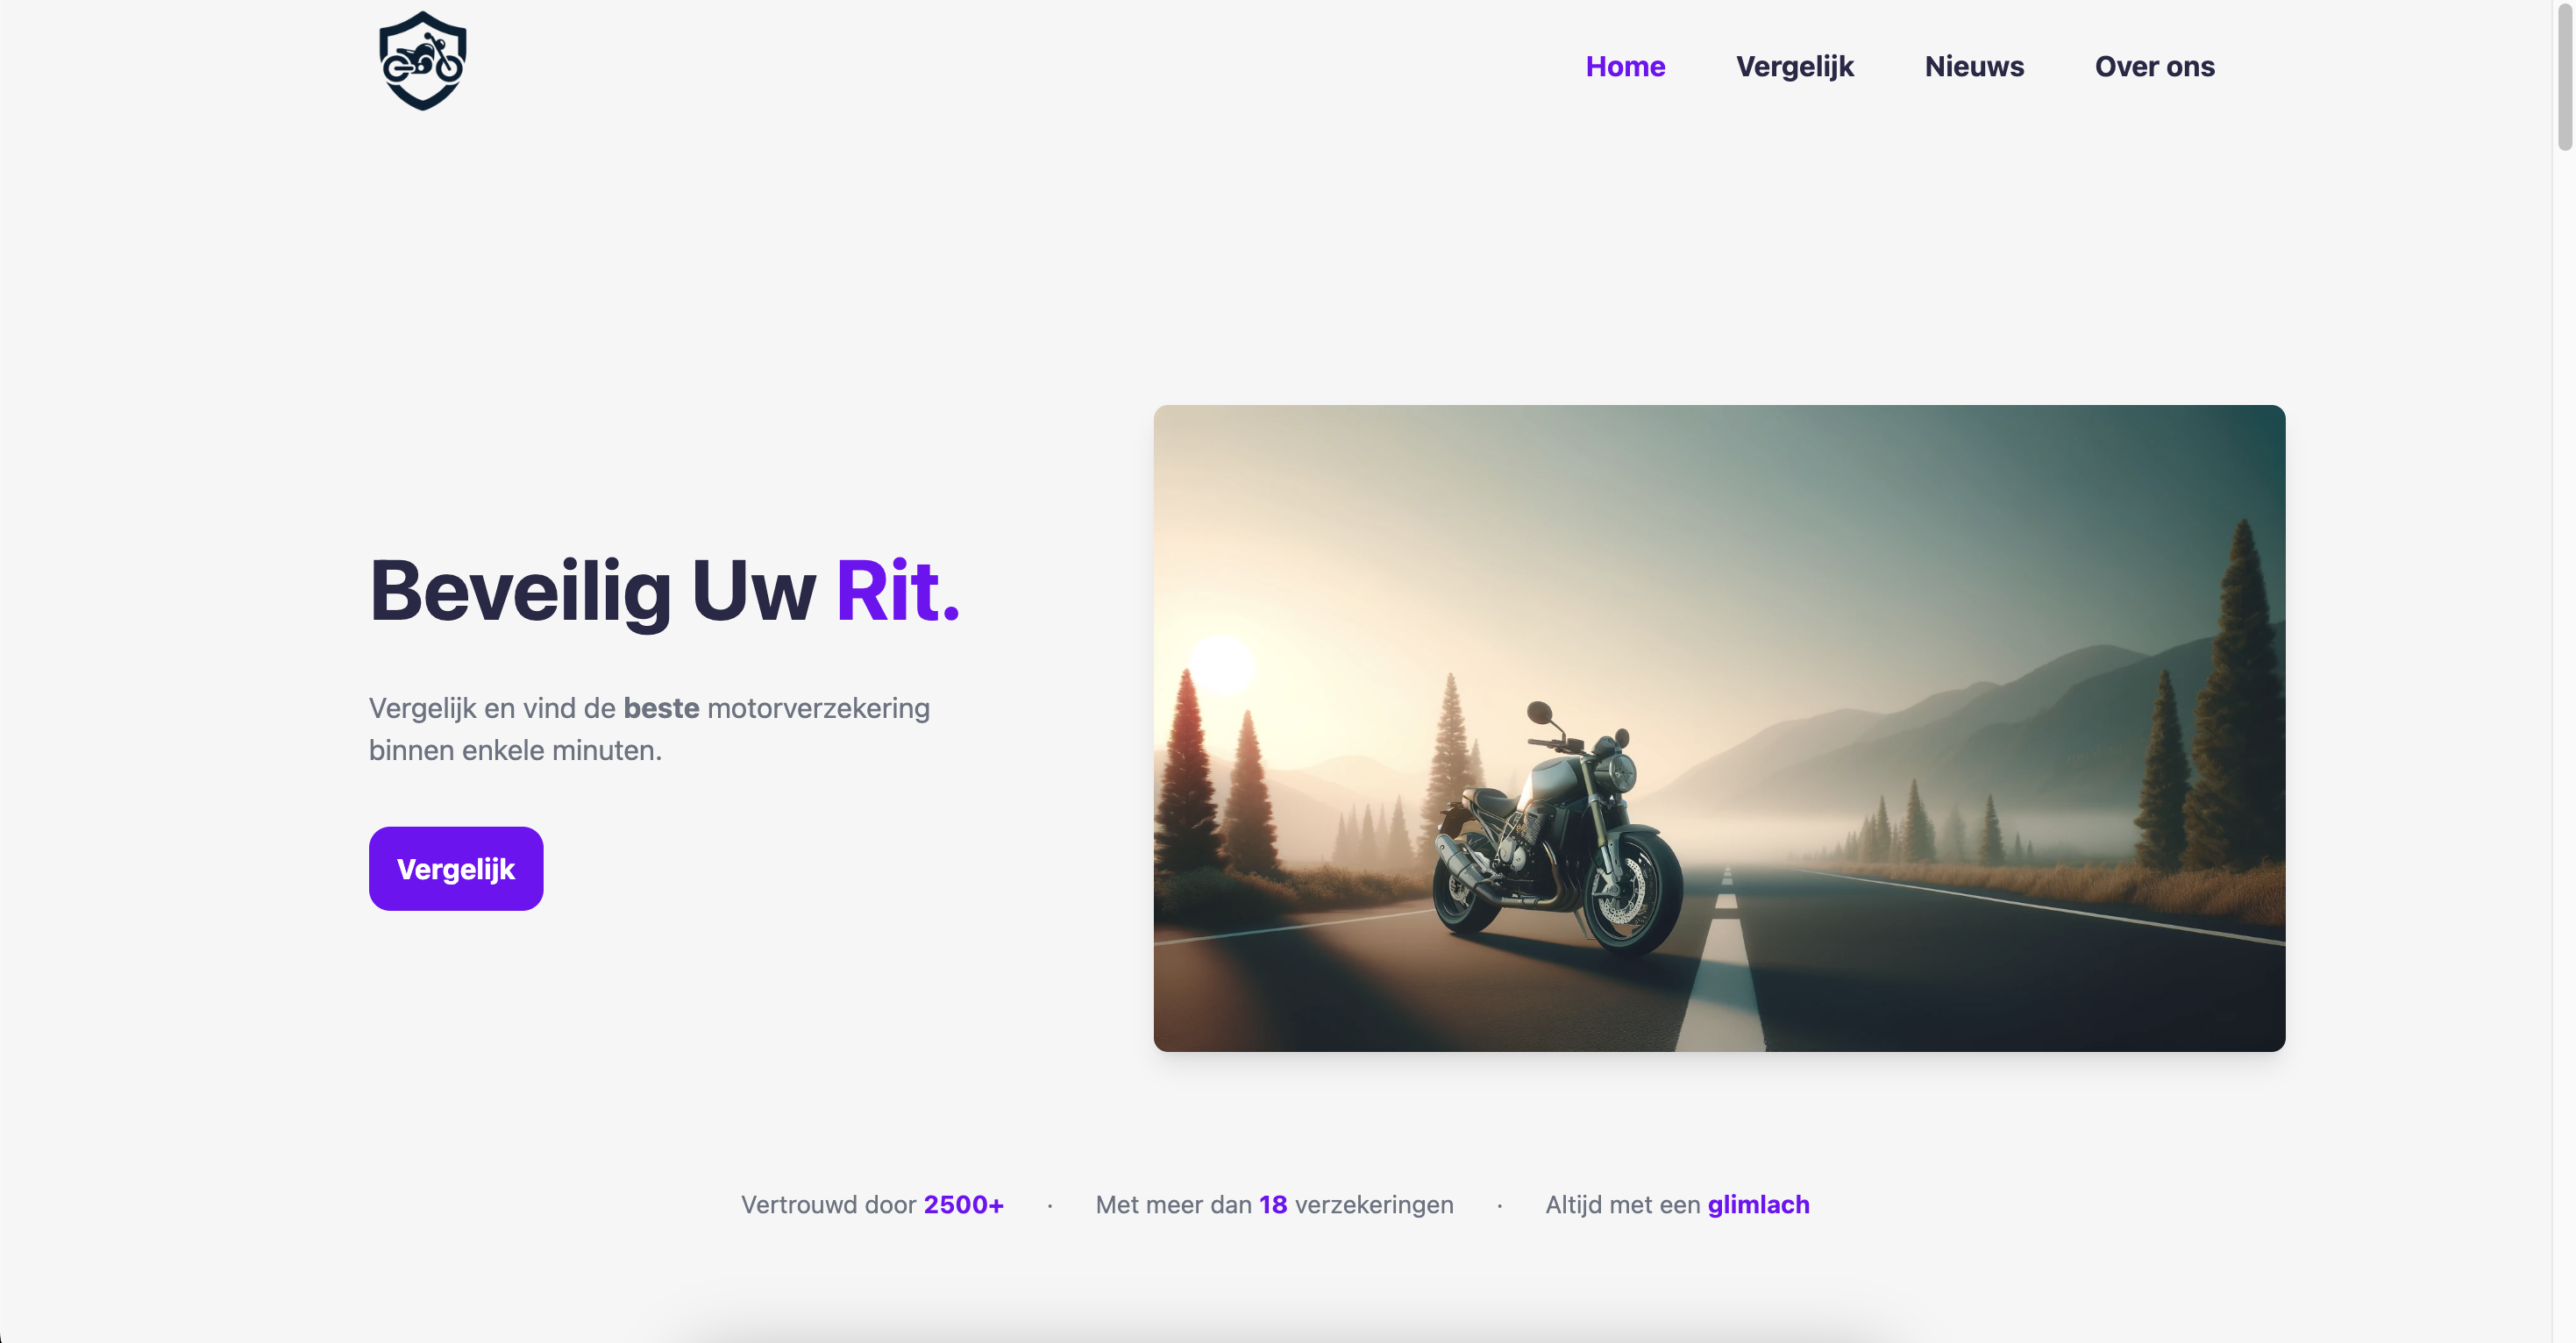 Home Vergelijk Nieuws Over ons
Beveilig Uw Rit.
Vergelijk en vind de beste motorverzekering
binnen enkele minuten.
Vergelijk
Vertrouwd door 2500+ · Met meer dan 18 verzekeringen · Altijd met een glimlach